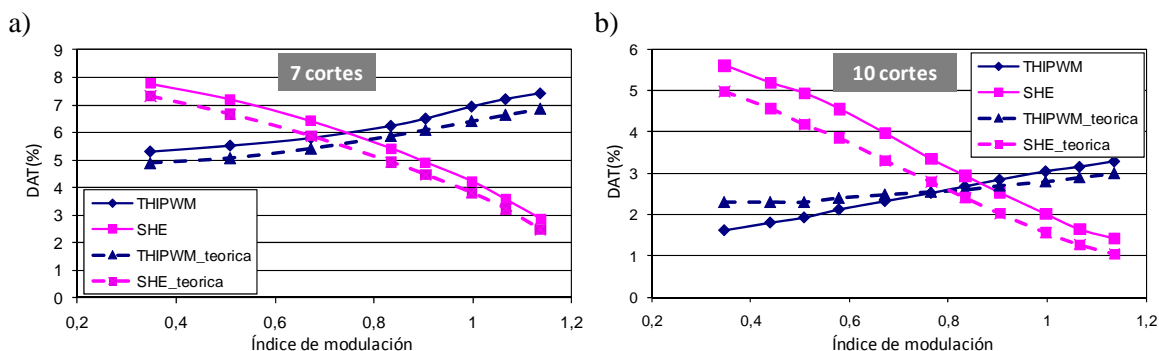 a)
7 cortes
DAT(%)
9
8
7
6
5
4
3
2
1
0
THIPWM
SHE
THIPWM_teorica
SHE_teorica
0,2
0,4
0,6
0,8
1
1,2
Índice de modulación
b)
10 cortes
DAT(%)
6
5
4
3
2
1
0
THIPWM
SHE
THIPWM_teorica
SHE_teorica
0,2
0,4
0,6
0,8
1
1,2
Índice de modulación